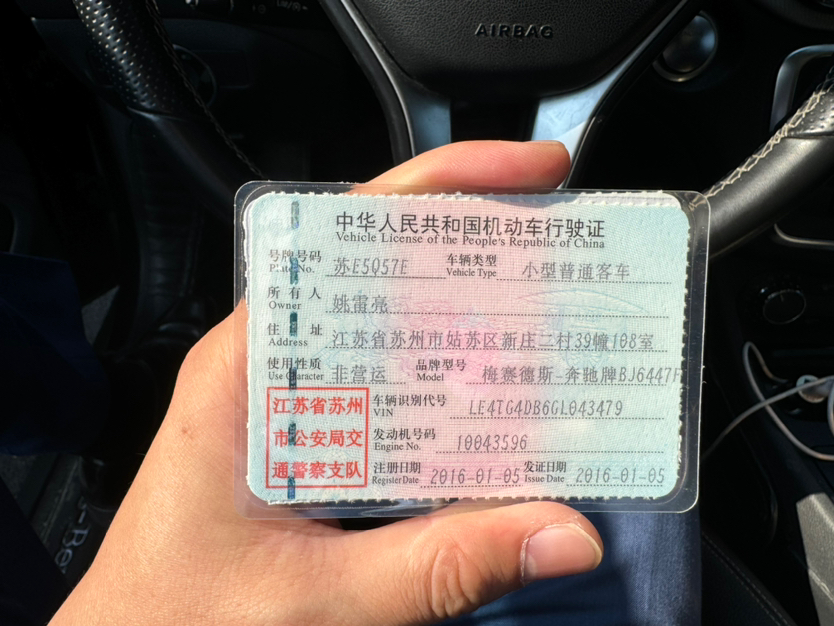 AIRBAG
中华人民共和国机动车行驶证
Vehicle License of the People's Republic of China
号牌号码 苏E5Q57E 车辆类型 小型普通客车
Plate No. Vehicle Type
所有人 姚雷亮
Owner
住址 江苏省苏州市姑苏区新庄二村39幢108室
Address
使用性质 非营运 品牌型号 梅赛德斯-奔驰牌BJ6447F
Use Character Model
江苏省苏州
市公安局交
通警察支队
车辆识别代号 LE4TG4DB6GL043479
VIN
发动机号码 10043596
Engine No.
注册日期 2016-01-05 发证日期 2016-01-05
Register Date Issue Date